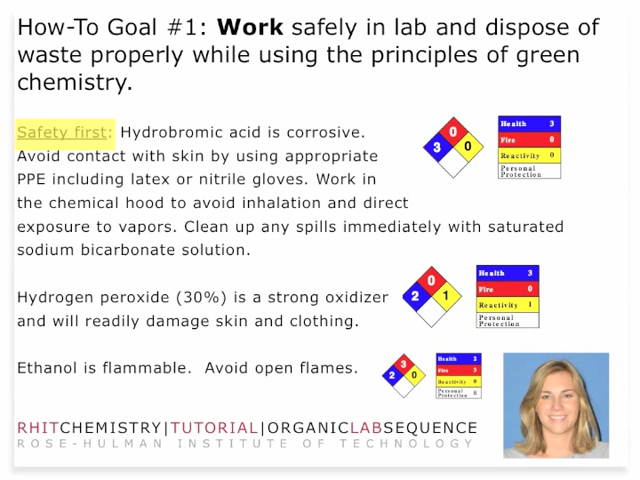 How-To Goal #1: Work safely in lab and dispose of
waste properly while using the principles of green
chemistry.
Safety first: Hydrobromic acid is corrosive.
Avoid contact with skin by using appropriate
PPE including latex or nitrile gloves. Work in
the chemical hood to avoid inhalation and direct
exposure to vapors. Clean up any spills immediately with saturated
sodium bicarbonate solution.
0
3 0
Health 3
Fire 0
Reactivity 0
Personal
Protection
Hydrogen peroxide (30%) is a strong oxidizer
and will readily damage skin and clothing.
0
2 1
Health 3
Fire 0
Reactivity 1
Personal
Protection
Ethanol is flammable. Avoid open flames.
3
2 0
Health 2
Fire 3
Reactivity 0
Personal
Protection
RHITCHEMISTRY|TUTORIAL|ORGANICLABSEQUENCE
ROSE-HULMAN INSTITUTE OF TECHNOLOGY